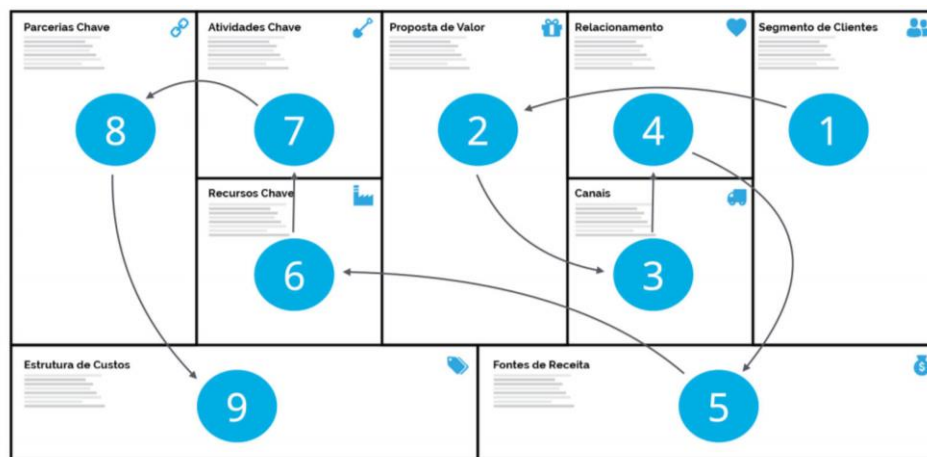 Parcerias Chave
Atividades Chave
Proposta de Valor
Relacionamento
Segmento de Clientes
8
7
2
4
1
Recursos Chave
Canais
6
3
Estrutura de Custos
Fontes de Receita
9
5
$